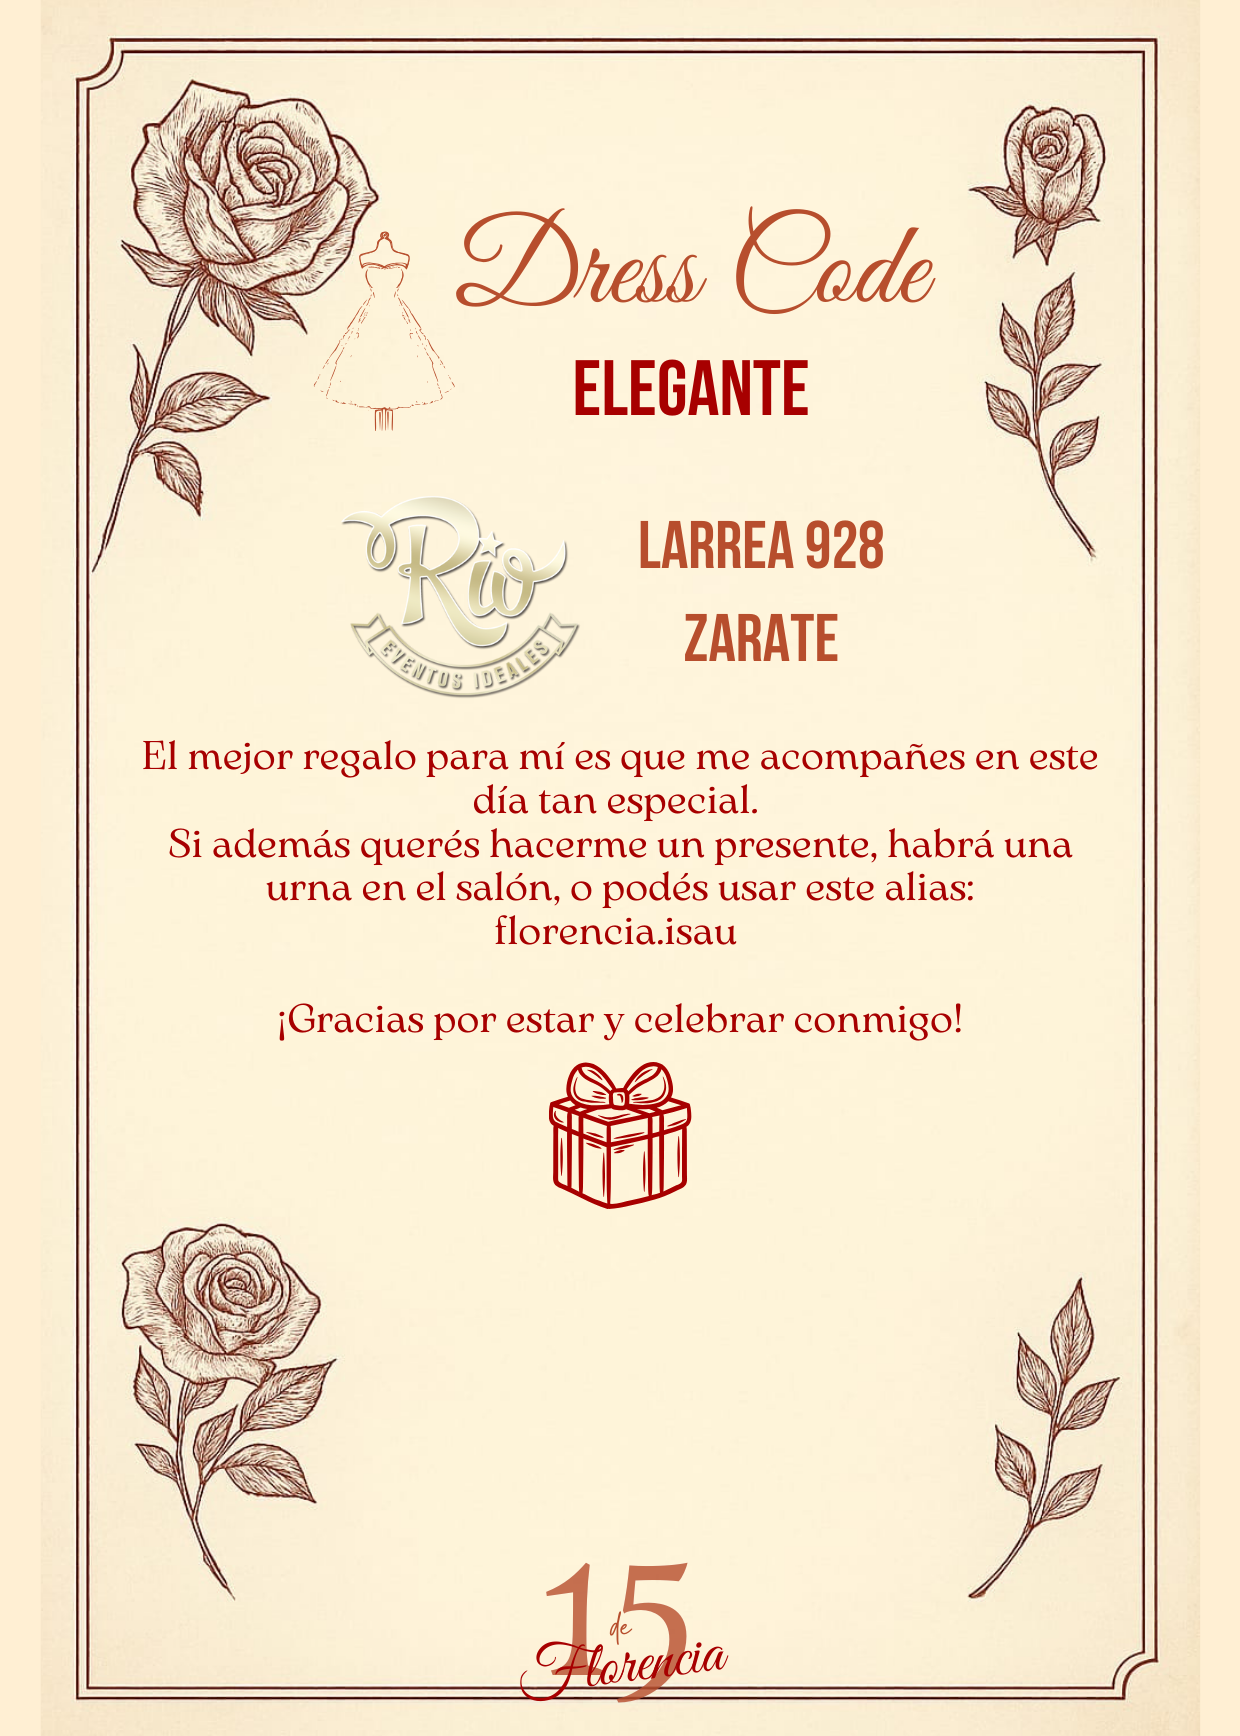 Dress Code
ELEGANTE
Rio
EVENTOS IDEALES
LARREA 928
ZARATE
El mejor regalo para mí es que me acompañes en este
día tan especial.
Si además querés hacerme un presente, habrá una
urna en el salón, o podés usar este alias:
florencia.isau
¡Gracias por estar y celebrar conmigo!
15
de
Florencia